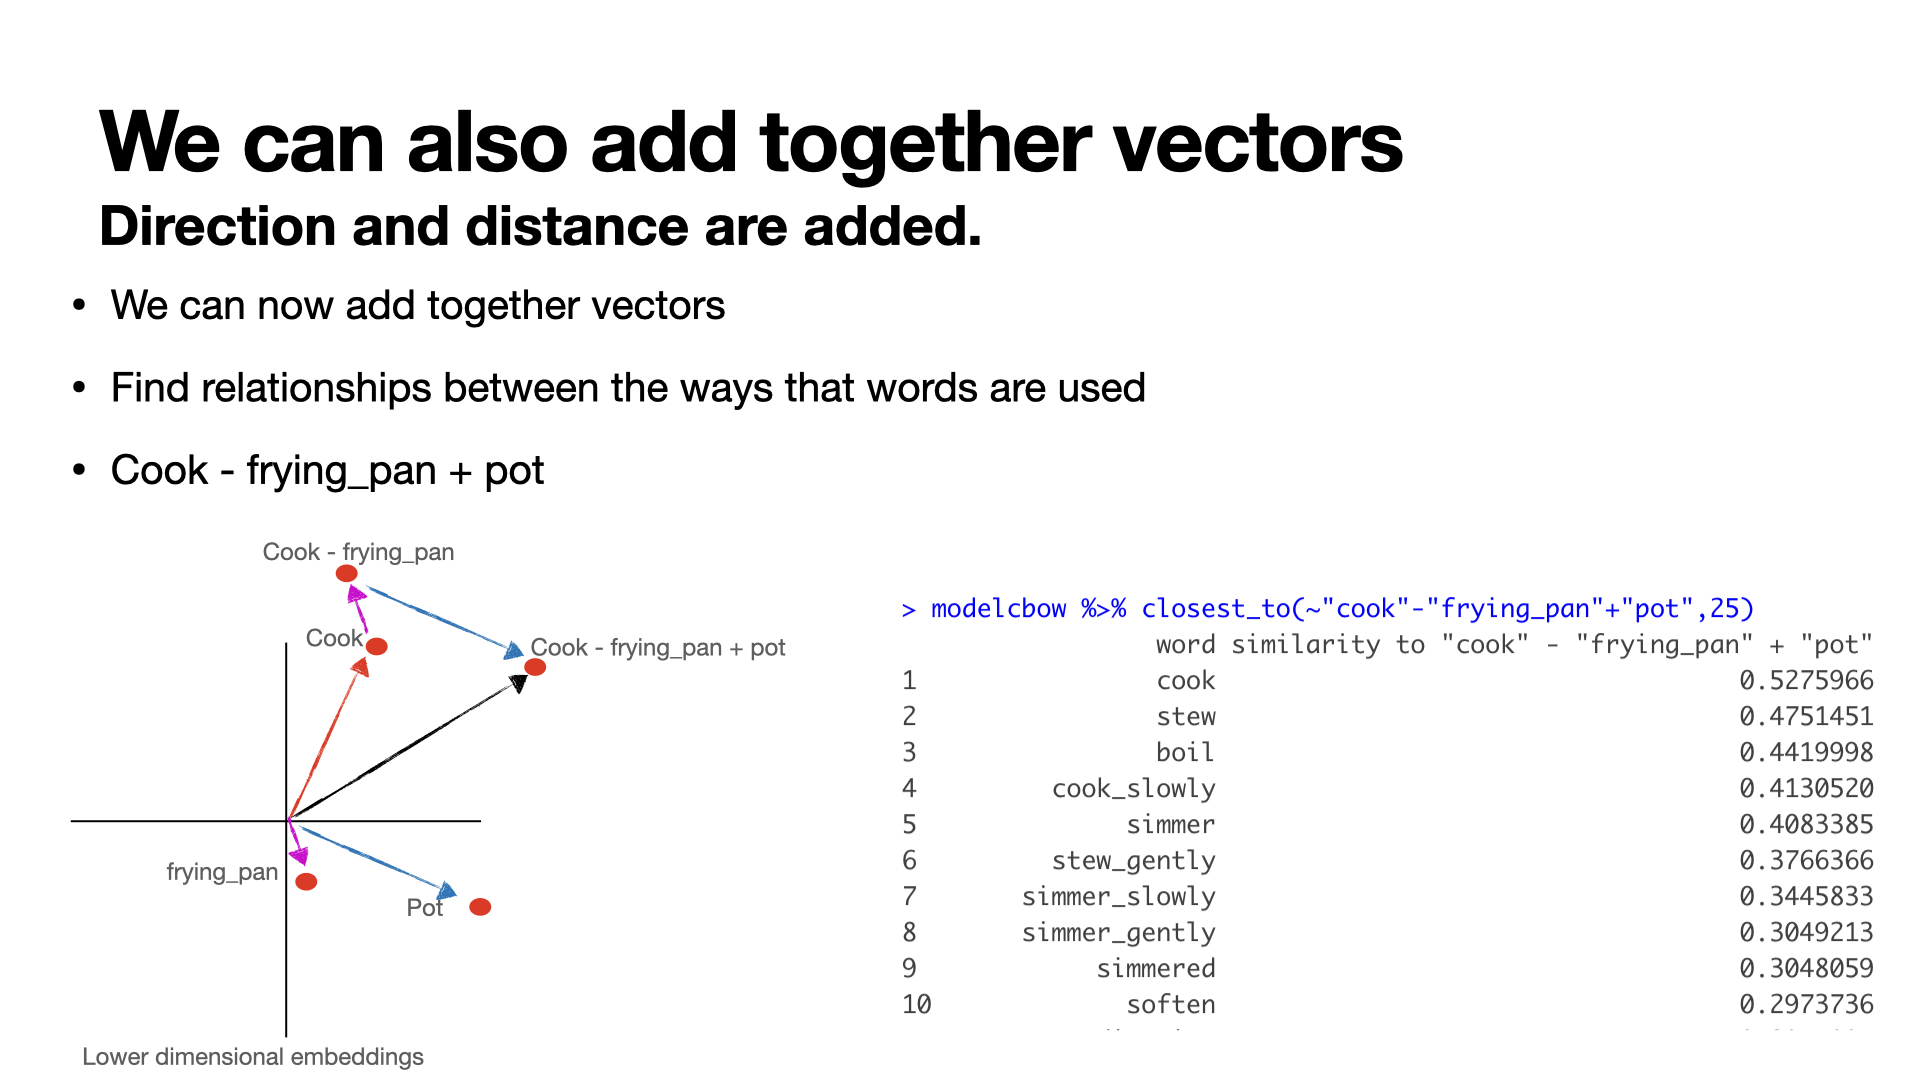 We can also add together vectors
Direction and distance are added.
• We can now add together vectors
• Find relationships between the ways that words are used
• Cook - frying_pan + pot
Cook - frying_pan
Cook
Cook - frying_pan + pot
frying_pan
Pot
Lower dimensional embeddings
> modelcbow %>% closest_to(~"cook"-"frying_pan"+"pot",25)
word similarity to "cook" - "frying_pan" + "pot"
1 cook 0.5275966
2 stew 0.4751451
3 boil 0.4419998
4 cook_slowly 0.4130520
5 simmer 0.4083385
6 stew_gently 0.3766366
7 simmer_slowly 0.3445833
8 simmer_gently 0.3049213
9 simmered 0.3048059
10 soften 0.2973736